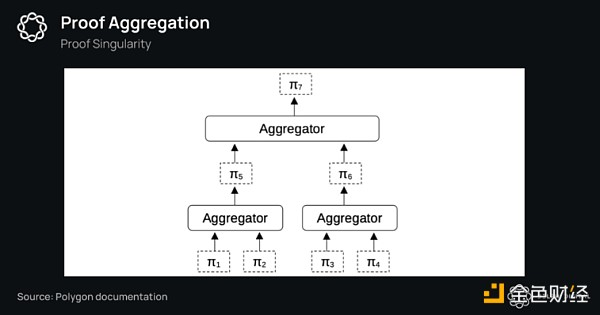 Proof Aggregation
Proof Singularity
π₇
Aggregator
π₅ π₆
Aggregator Aggregator
π₁ π₂ π₃ π₄
Source: Polygon documentation
金色财经